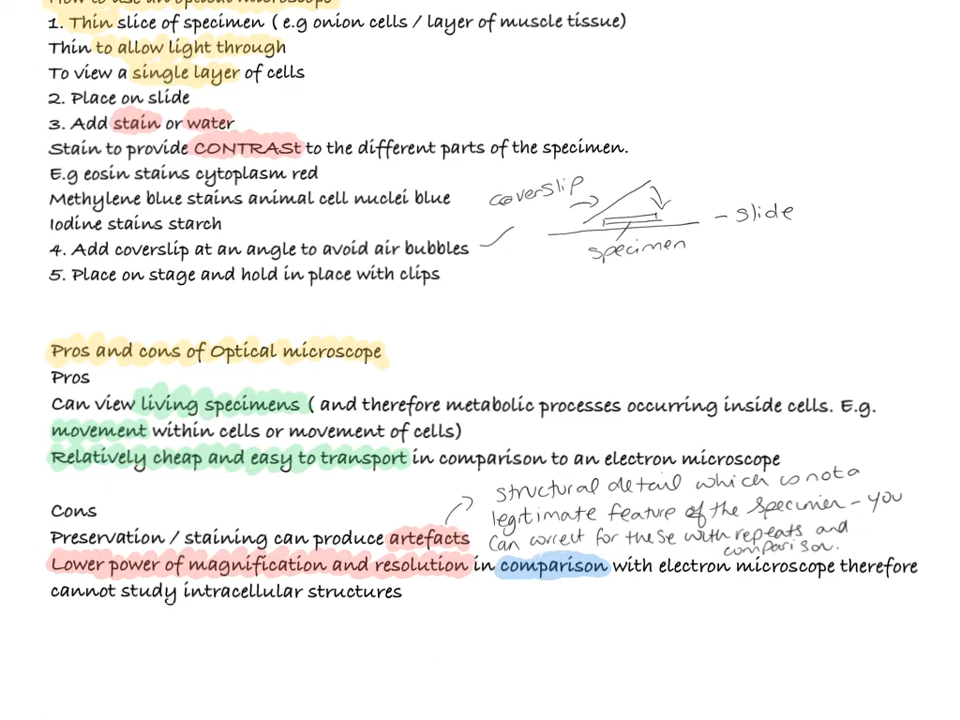 How to use an optical microscope
1. Thin slice of specimen ( e.g onion cells / layer of muscle tissue)
Thin to allow light through
To view a single layer of cells
2. Place on slide
3. Add stain or water
Stain to provide CONTRAST to the different parts of the specimen.
E.g eosin stains cytoplasm red
Methylene blue stains animal cell nuclei blue
Iodine stains starch
4. Add coverslip at an angle to avoid air bubbles
coverslip
- slide
specimen
5. Place on stage and hold in place with clips
Pros and cons of Optical microscope
Pros
Can view living specimens ( and therefore metabolic processes occurring inside cells. E.g.
movement within cells or movement of cells)
Relatively cheap and easy to transport in comparison to an electron microscope
Cons
structural detail which is not a
legitimate feature of the specimen - you
can correct for these with repeats and
comparison.
Preservation / staining can produce artefacts
Lower power of magnification and resolution in comparison with electron microscope therefore
cannot study intracellular structures